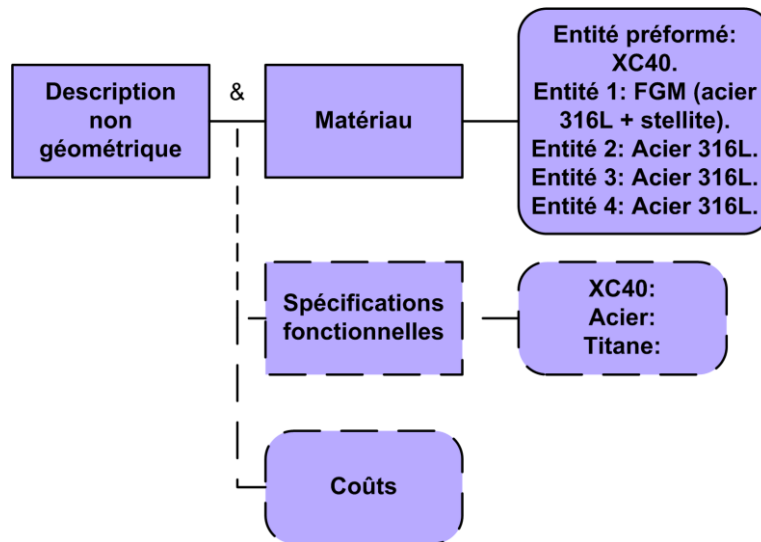 Description
non
géométrique
&
Matériau
Entité préformé:
XC40.
Entité 1: FGM (acier
316L + stellite).
Entité 2: Acier 316L.
Entité 3: Acier 316L.
Entité 4: Acier 316L.
Spécifications
fonctionnelles
XC40:
Acier:
Titane:
Coûts